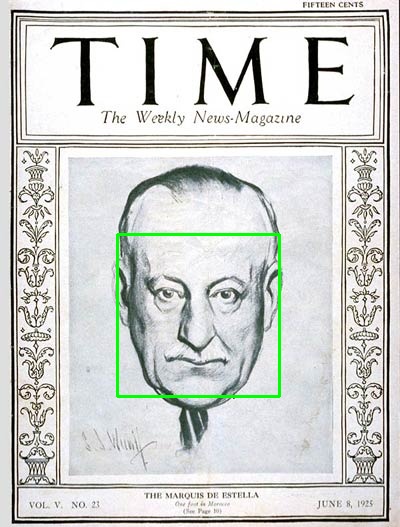 FIFTEEN CENTS
TIME
The Weekly News-Magazine
THE MARQUIS DE ESTELLA
One foot in Morocco
(See Page 10)
VOL. V. NO. 23
JUNE 8, 1925